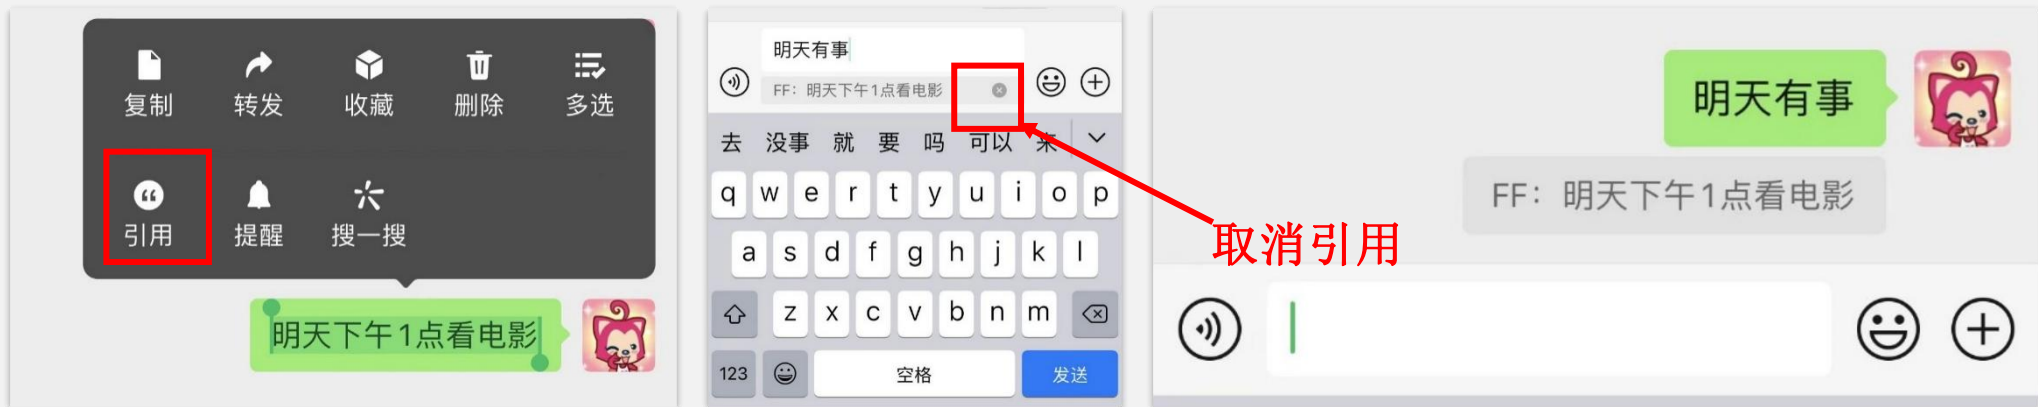 复制 转发 收藏 删除 多选
引用 提醒 搜一搜
明天下午1点看电影
明天有事
FF：明天下午1点看电影
去 没事 就 要 吗 可以 来
q w e r t y u i o p
a s d f g h j k l
z x c v b n m
123 空格 发送
取消引用
明天有事
FF：明天下午1点看电影